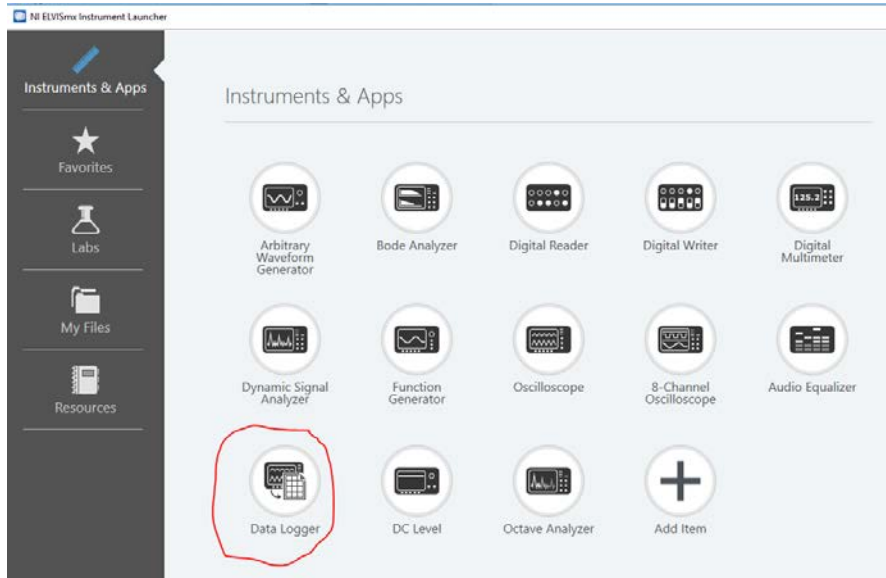 NI ELVISmx Instrument Launcher
Instruments & Apps
Favorites
Labs
My Files
Resources
Instruments & Apps
Arbitrary
Waveform
Generator
Bode Analyzer
Digital Reader
Digital Writer
125.2
Digital
Multimeter
Dynamic Signal
Analyzer
Function
Generator
Oscilloscope
8-Channel
Oscilloscope
Audio Equalizer
Data Logger
DC Level
Octave Analyzer
Add Item